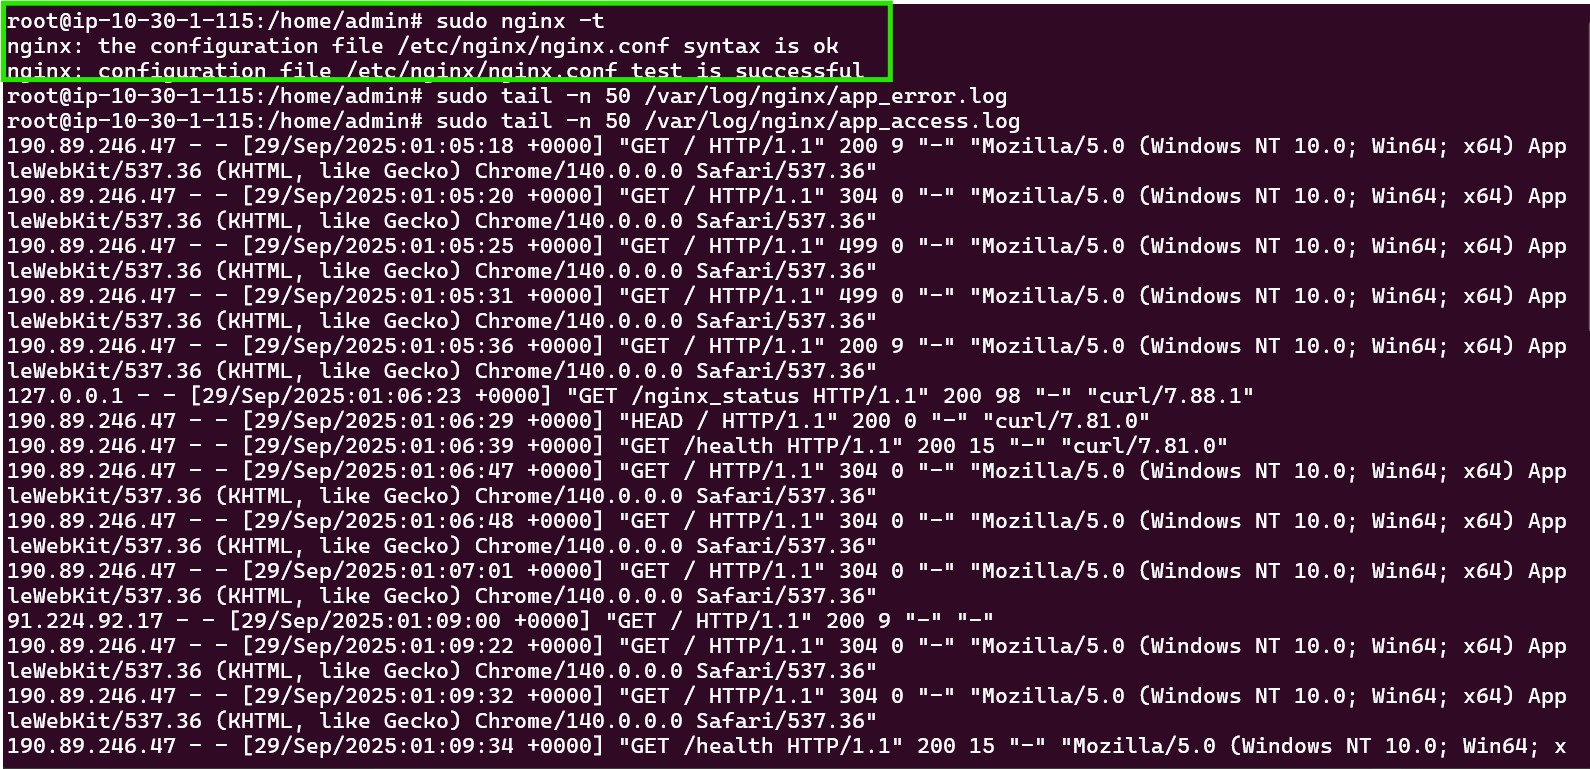 root@ip-10-30-1-115:/home/admin# sudo nginx -t
nginx: the configuration file /etc/nginx/nginx.conf syntax is ok
nginx: configuration file /etc/nginx/nginx.conf test is successful
root@ip-10-30-1-115:/home/admin# sudo tail -n 50 /var/log/nginx/app_error.log
root@ip-10-30-1-115:/home/admin# sudo tail -n 50 /var/log/nginx/app_access.log
190.89.246.47 - - [29/Sep/2025:01:05:18 +0000] "GET / HTTP/1.1" 200 9 "-" "Mozilla/5.0 (Windows NT 10.0; Win64; x64) App
leWebKit/537.36 (KHTML, like Gecko) Chrome/140.0.0.0 Safari/537.36"
190.89.246.47 - - [29/Sep/2025:01:05:20 +0000] "GET / HTTP/1.1" 304 0 "-" "Mozilla/5.0 (Windows NT 10.0; Win64; x64) App
leWebKit/537.36 (KHTML, like Gecko) Chrome/140.0.0.0 Safari/537.36"
190.89.246.47 - - [29/Sep/2025:01:05:25 +0000] "GET / HTTP/1.1" 499 0 "-" "Mozilla/5.0 (Windows NT 10.0; Win64; x64) App
leWebKit/537.36 (KHTML, like Gecko) Chrome/140.0.0.0 Safari/537.36"
190.89.246.47 - - [29/Sep/2025:01:05:31 +0000] "GET / HTTP/1.1" 499 0 "-" "Mozilla/5.0 (Windows NT 10.0; Win64; x64) App
leWebKit/537.36 (KHTML, like Gecko) Chrome/140.0.0.0 Safari/537.36"
190.89.246.47 - - [29/Sep/2025:01:05:36 +0000] "GET / HTTP/1.1" 200 9 "-" "Mozilla/5.0 (Windows NT 10.0; Win64; x64) App
leWebKit/537.36 (KHTML, like Gecko) Chrome/140.0.0.0 Safari/537.36"
127.0.0.1 - - [29/Sep/2025:01:06:23 +0000] "GET /nginx_status HTTP/1.1" 200 98 "-" "curl/7.88.1"
190.89.246.47 - - [29/Sep/2025:01:06:29 +0000] "HEAD / HTTP/1.1" 200 0 "-" "curl/7.81.0"
190.89.246.47 - - [29/Sep/2025:01:06:39 +0000] "GET /health HTTP/1.1" 200 15 "-" "curl/7.81.0"
190.89.246.47 - - [29/Sep/2025:01:06:47 +0000] "GET / HTTP/1.1" 304 0 "-" "Mozilla/5.0 (Windows NT 10.0; Win64; x64) App
leWebKit/537.36 (KHTML, like Gecko) Chrome/140.0.0.0 Safari/537.36"
190.89.246.47 - - [29/Sep/2025:01:06:48 +0000] "GET / HTTP/1.1" 304 0 "-" "Mozilla/5.0 (Windows NT 10.0; Win64; x64) App
leWebKit/537.36 (KHTML, like Gecko) Chrome/140.0.0.0 Safari/537.36"
190.89.246.47 - - [29/Sep/2025:01:07:01 +0000] "GET / HTTP/1.1" 304 0 "-" "Mozilla/5.0 (Windows NT 10.0; Win64; x64) App
leWebKit/537.36 (KHTML, like Gecko) Chrome/140.0.0.0 Safari/537.36"
91.224.92.17 - - [29/Sep/2025:01:09:00 +0000] "GET / HTTP/1.1" 200 9 "-" "-"
190.89.246.47 - - [29/Sep/2025:01:09:22 +0000] "GET / HTTP/1.1" 304 0 "-" "Mozilla/5.0 (Windows NT 10.0; Win64; x64) App
leWebKit/537.36 (KHTML, like Gecko) Chrome/140.0.0.0 Safari/537.36"
190.89.246.47 - - [29/Sep/2025:01:09:32 +0000] "GET / HTTP/1.1" 304 0 "-" "Mozilla/5.0 (Windows NT 10.0; Win64; x64) App
leWebKit/537.36 (KHTML, like Gecko) Chrome/140.0.0.0 Safari/537.36"
190.89.246.47 - - [29/Sep/2025:01:09:34 +0000] "GET /health HTTP/1.1" 200 15 "-" "Mozilla/5.0 (Windows NT 10.0; Win64; x